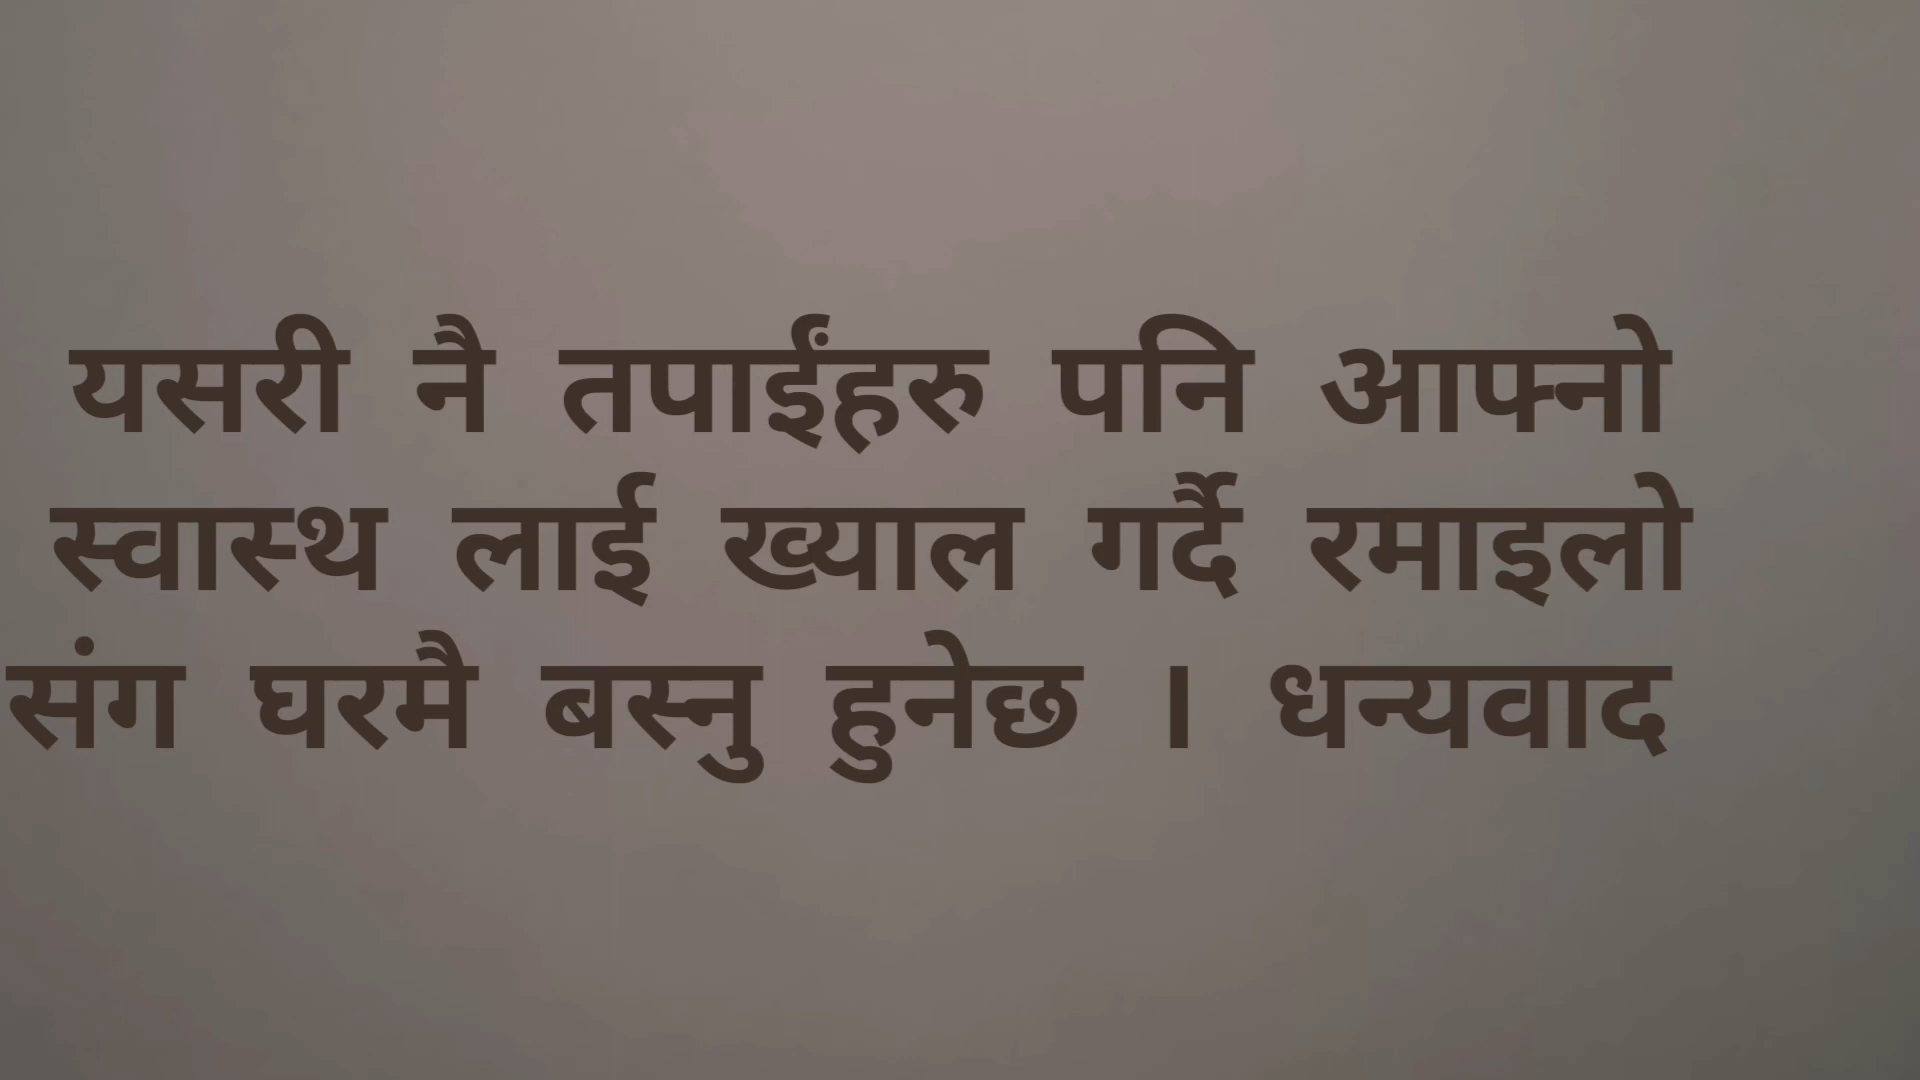 यसरी नै तपाईंहरु पनि आफ्नो
स्वास्थ लाई ख्याल गर्दै रमाइलो
संग घरमै बस्नु हुनेछ । धन्यवाद